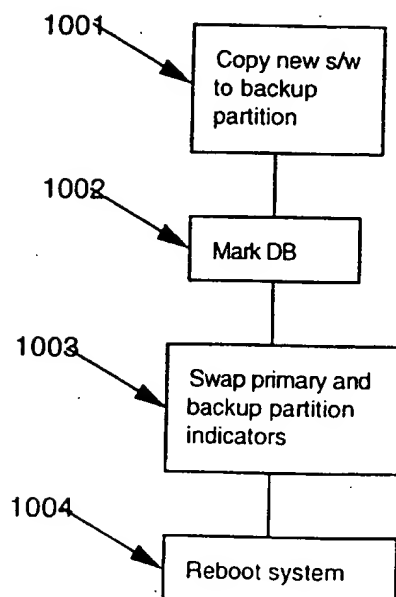 1001
Copy new s/w
to backup
partition
1002
Mark DB
1003
Swap primary and
backup partition
indicators
1004
Reboot system